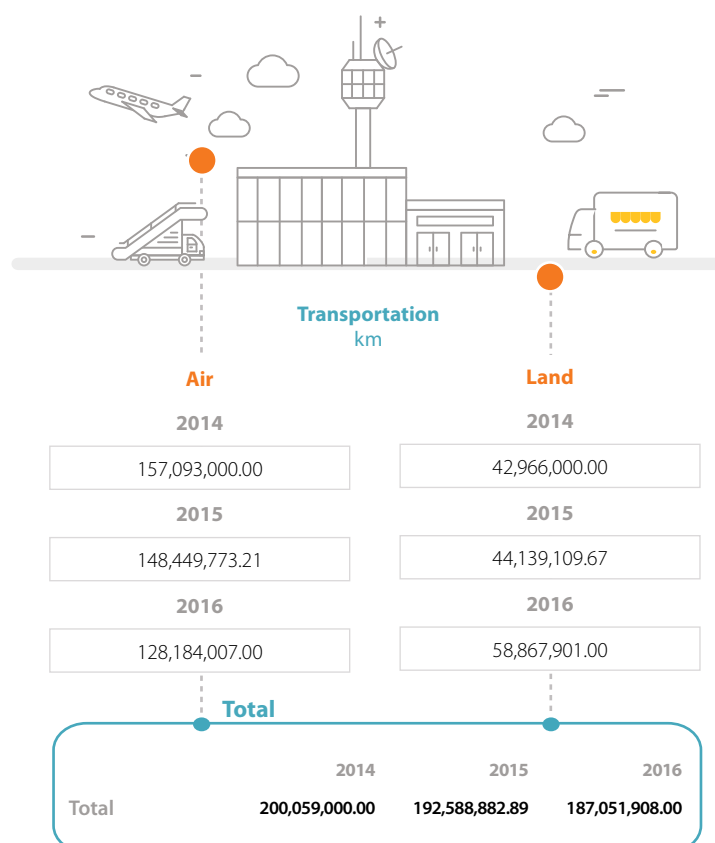 Transportation
km
Air
Land
2014
2014
157,093,000.00
42,966,000.00
2015
2015
148,449,773.21
44,139,109.67
2016
2016
128,184,007.00
58,867,901.00
Total
2014 2015 2016
Total 200,059,000.00 192,588,882.89 187,051,908.00